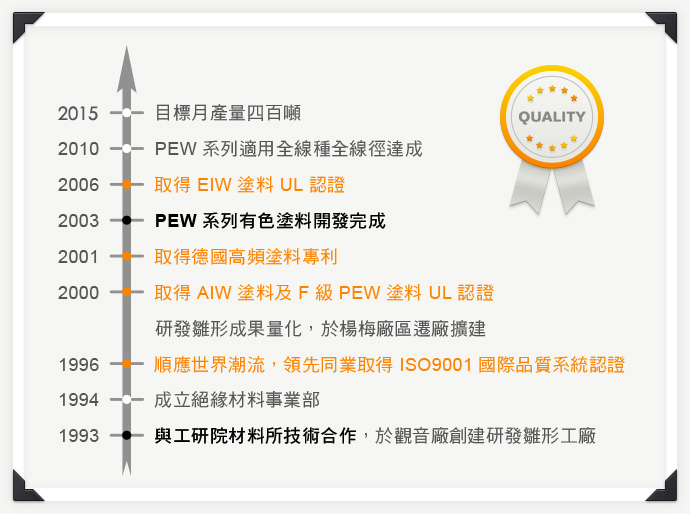 2015 目標月產量四百噸
QUALITY
2010 PEW 系列適用全線種全線徑達成
2006 取得 EIW 塗料 UL 認證
2003 PEW 系列有色塗料開發完成
2001 取得德國高頻塗料專利
2000 取得 AIW 塗料及 F 級 PEW 塗料 UL 認證
研發雛形成果量化，於楊梅廠區遷廠擴建
1996 順應世界潮流，領先同業取得 ISO9001 國際品質系統認證
1994 成立絕緣材料事業部
1993 與工研院材料所技術合作，於觀音廠創建研發雛形工廠